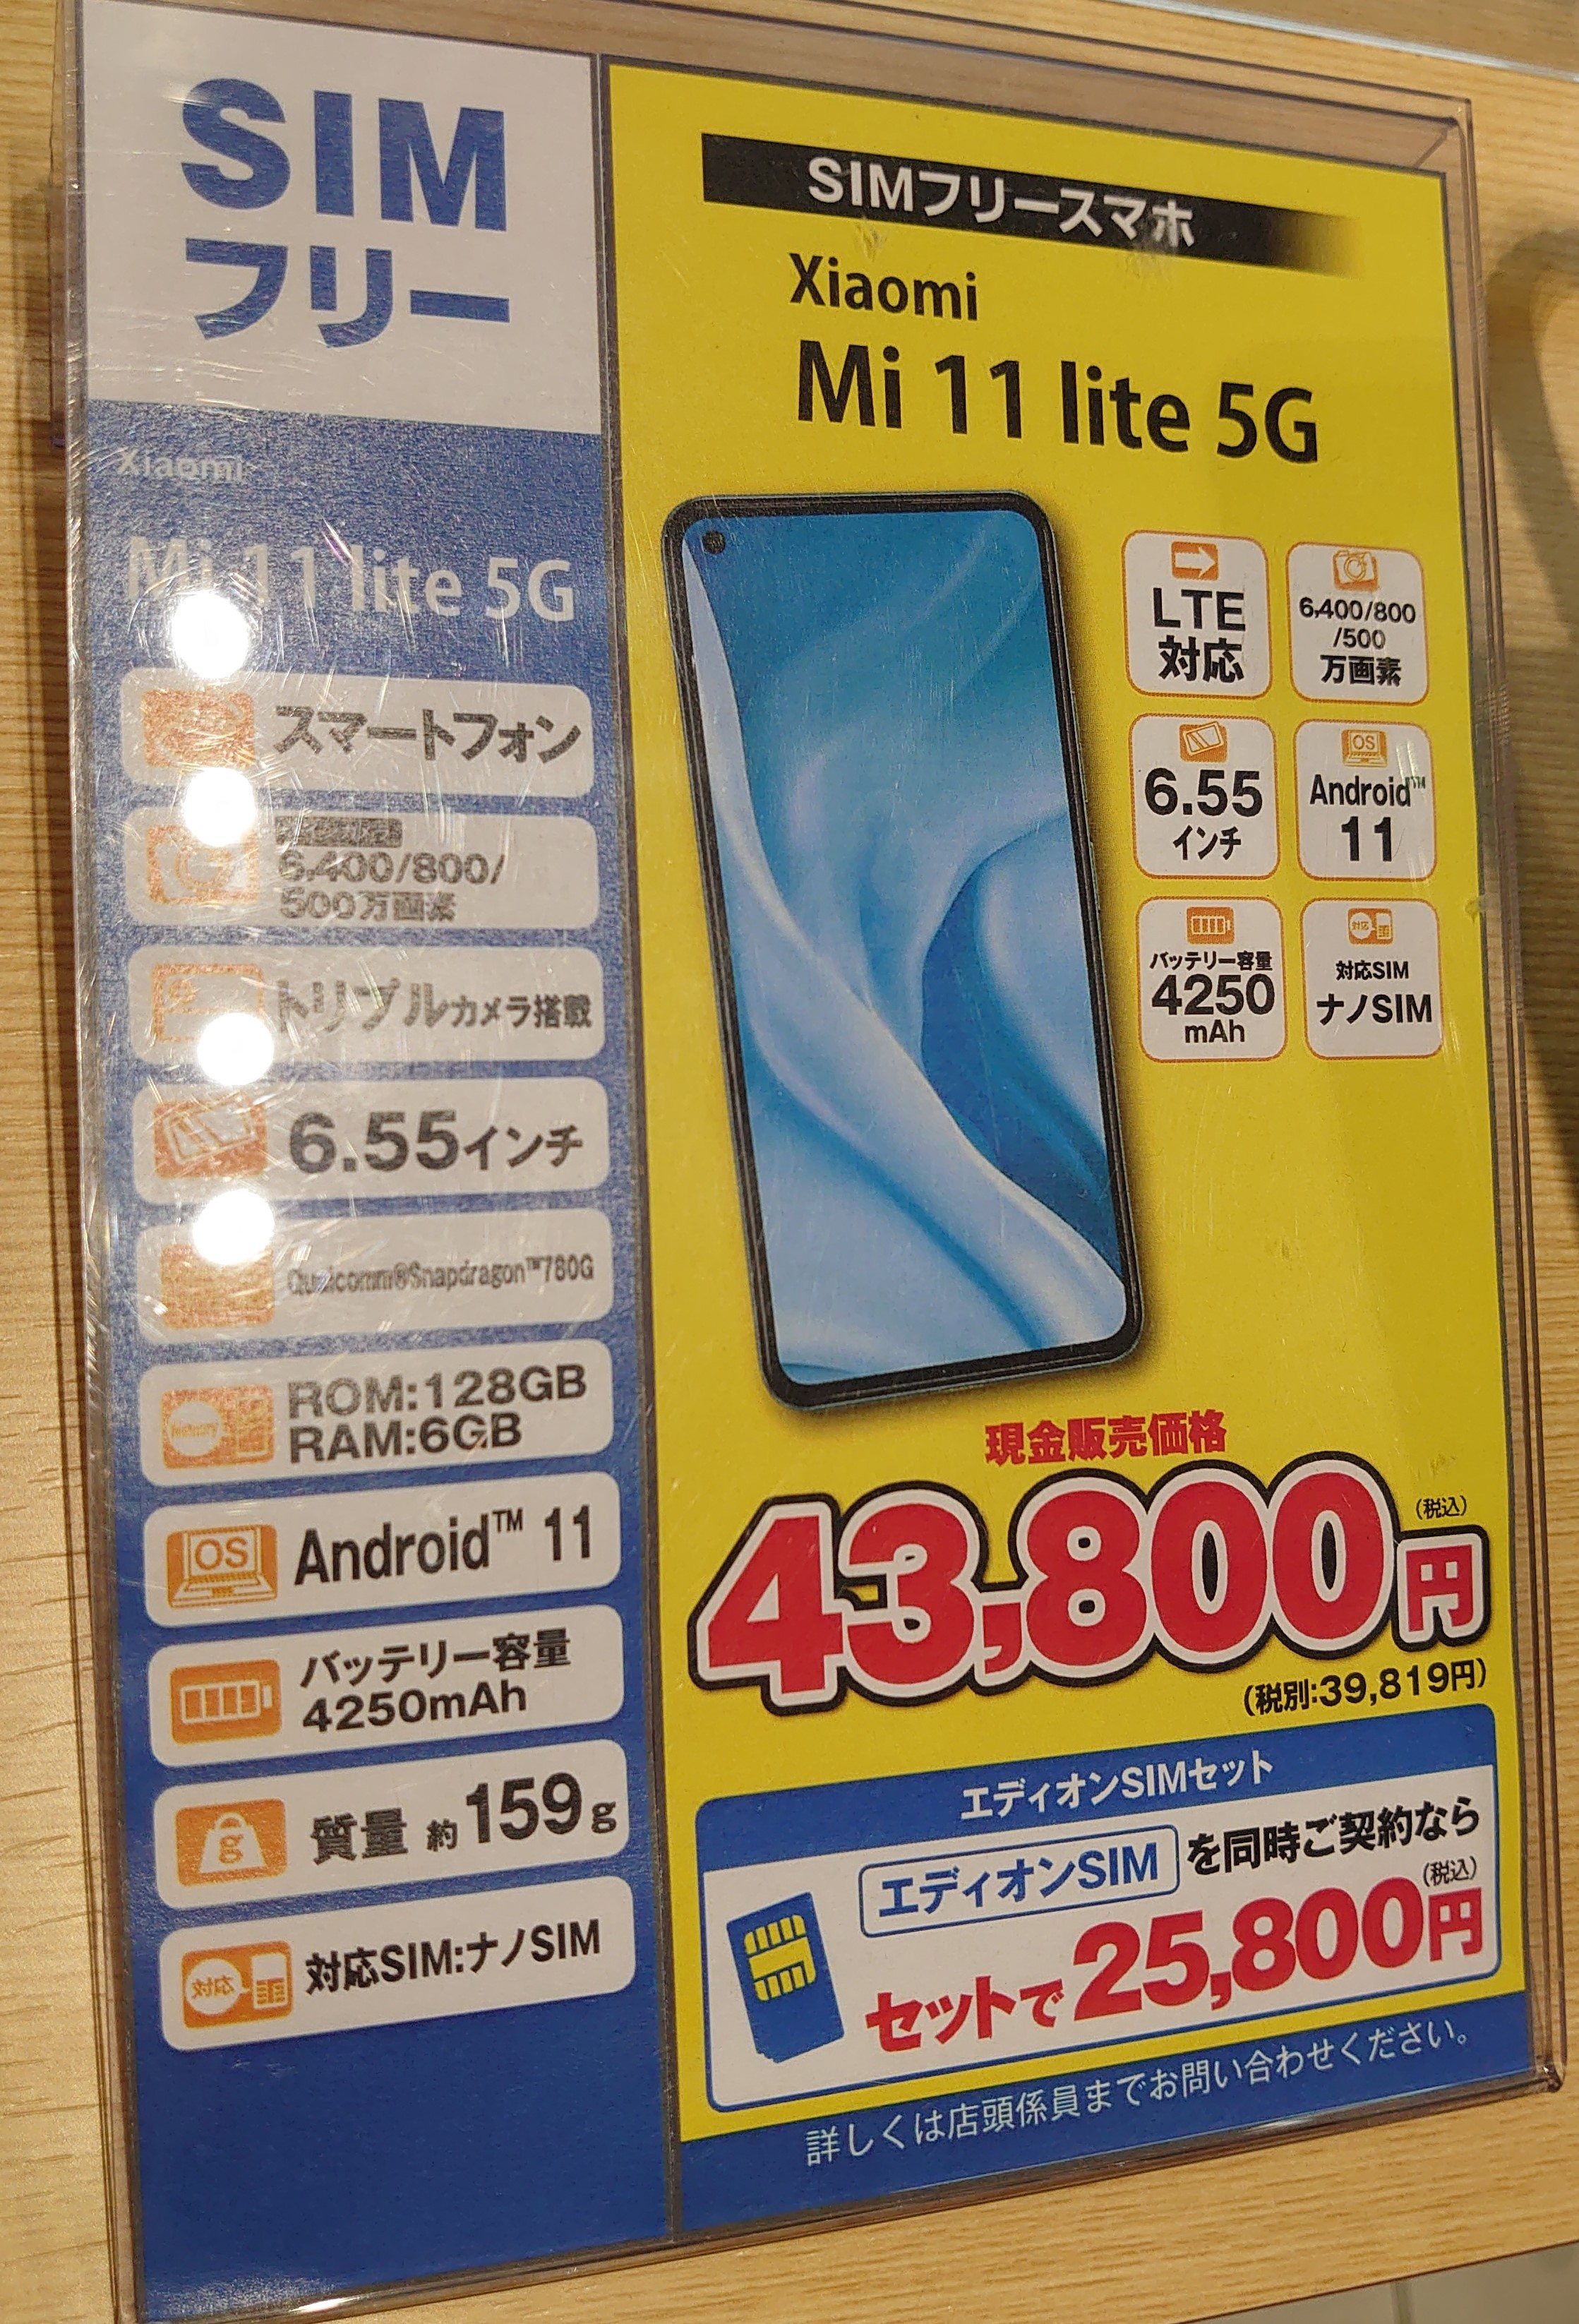 SIM
フリー
Xiaomi
Mi 11 lite 5G
スマートフォン
6,400/800/
500万画素
トリプルカメラ搭載
6.55インチ
Qualcomm®Snapdragon™780G
Memory
ROM:128GB
RAM:6GB
OS
Android™ 11
バッテリー容量
4250mAh
g
質量 約159g
対応
対応SIM:ナノSIM
SIMフリースマホ
Xiaomi
Mi 11 lite 5G
LTE
対応
6,400/800
/500
万画素
6.55
インチ
OS
Android™
11
バッテリー容量
4250
mAh
対応
対応SIM
ナノSIM
現金販売価格
43,800円
(税込)
(税別:39,819円)
エディオンSIMセット
エディオンSIMを同時ご契約なら
(税込)
セットで25,800円
詳しくは店頭係員までお問い合わせください。